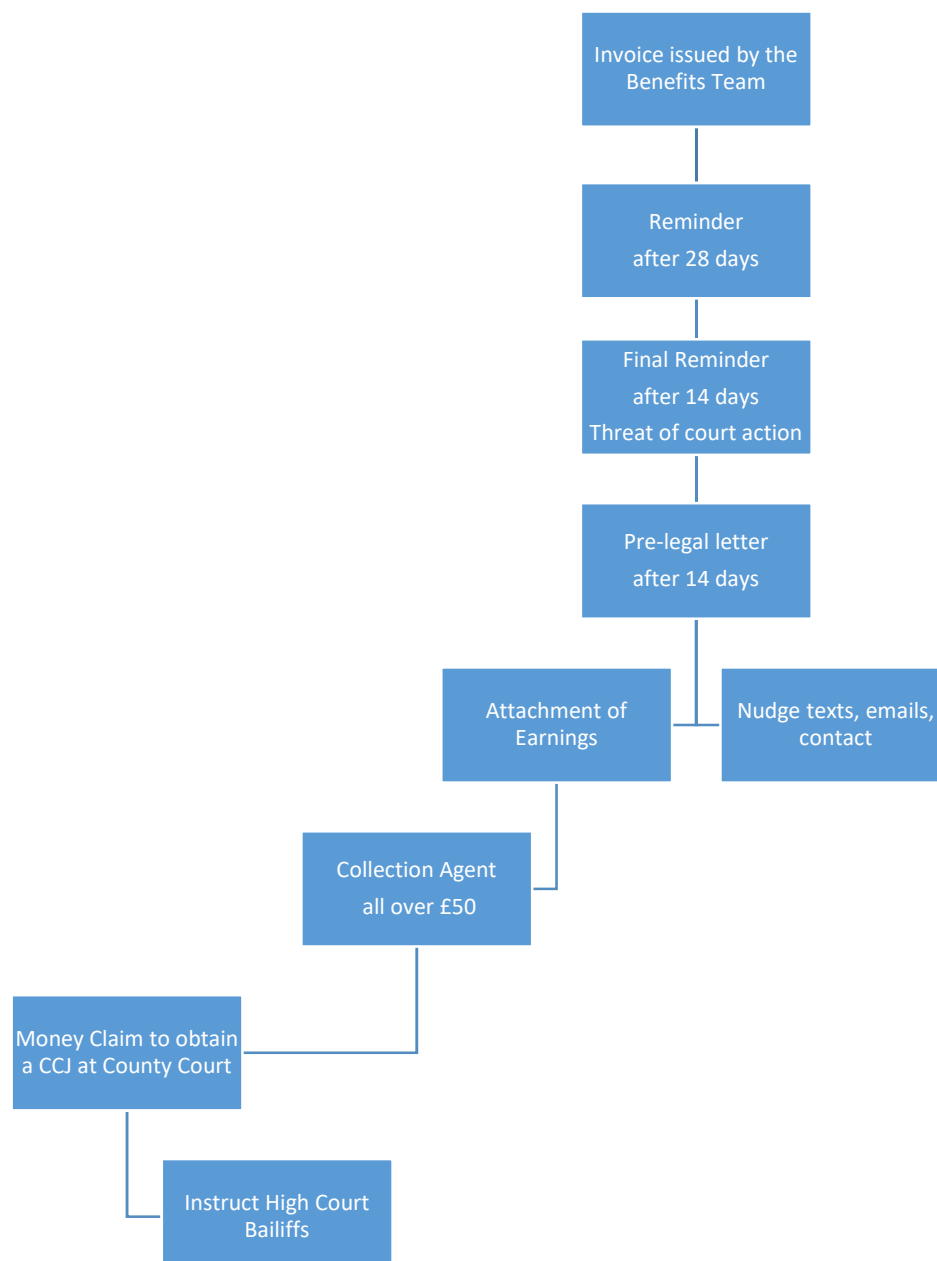 Invoice issued by the
Benefits Team
Reminder
after 28 days
Final Reminder
after 14 days
Threat of court action
Pre-legal letter
after 14 days
Attachment of
Earnings
Nudge texts, emails,
contact
Collection Agent
all over £50
Money Claim to obtain
a CCJ at County Court
Instruct High Court
Bailiffs